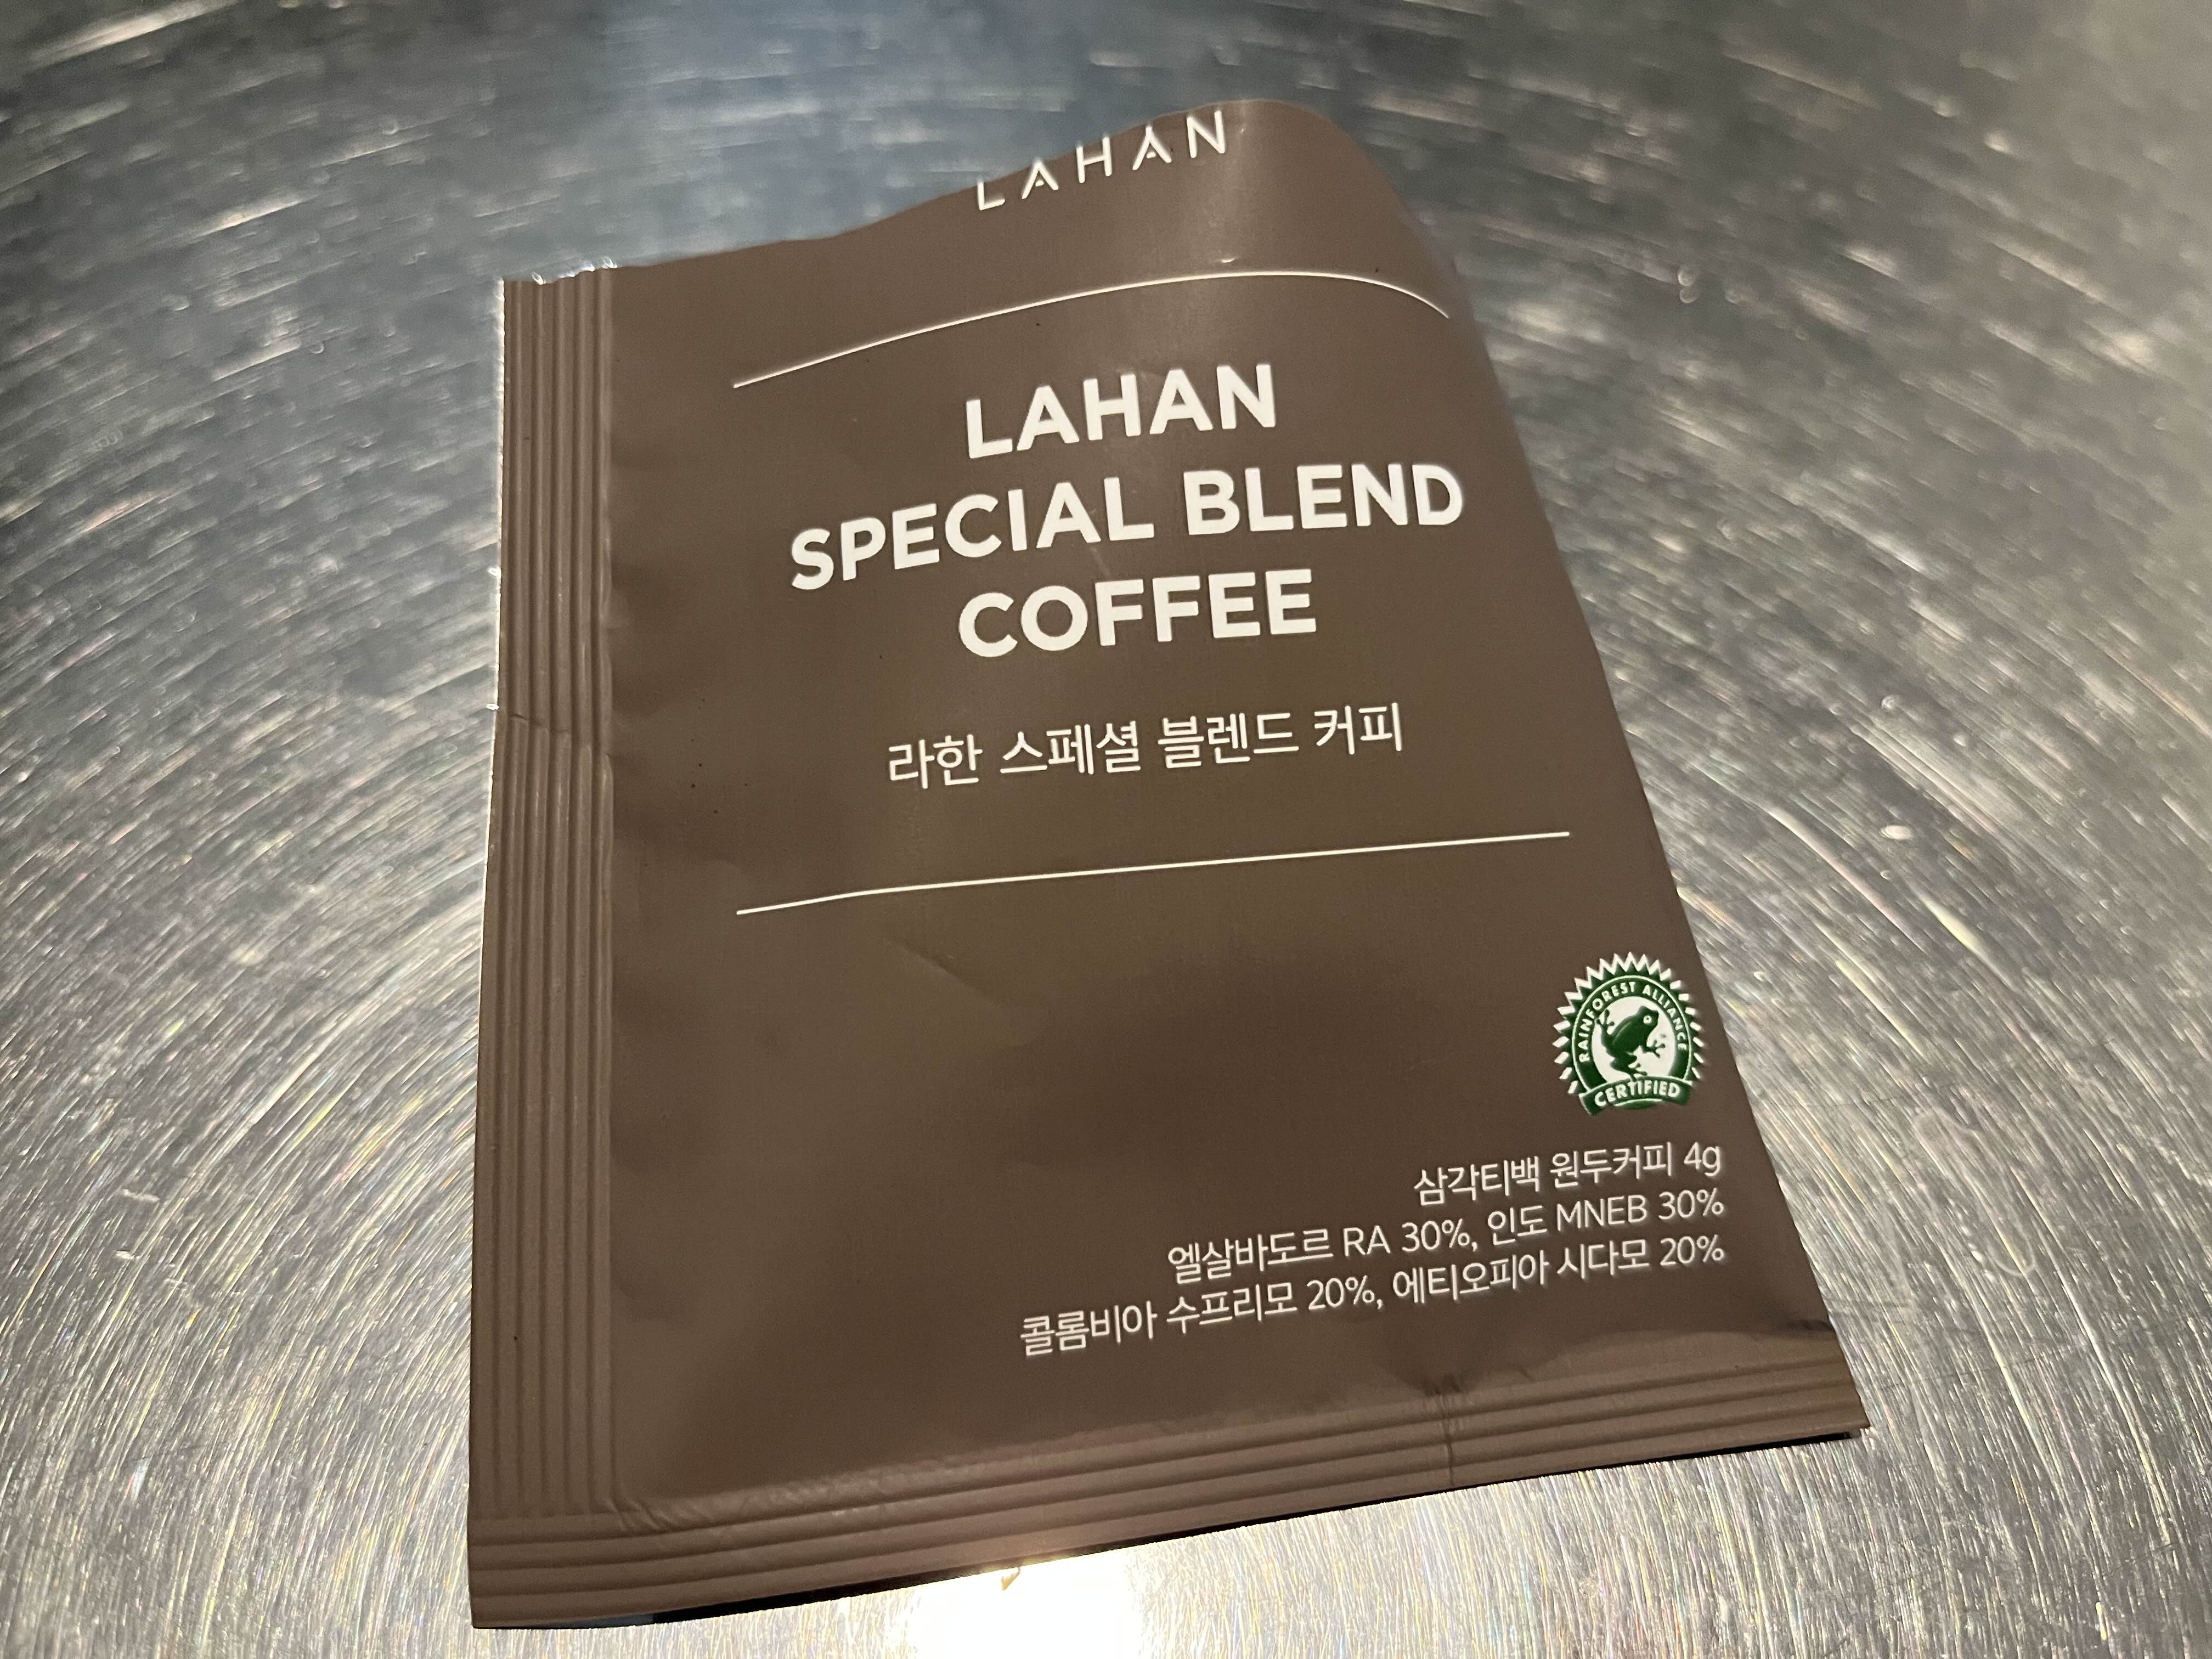 LAHAN
LAHAN
SPECIAL BLEND
COFFEE
라한 스페셜 블렌드 커피
RAINFOREST ALLIANCE
CERTIFIED
삼각티백 원두커피 4g
엘살바도르 RA 30%, 인도 MNEB 30%
콜롬비아 수프리모 20%, 에티오피아 시다모 20%